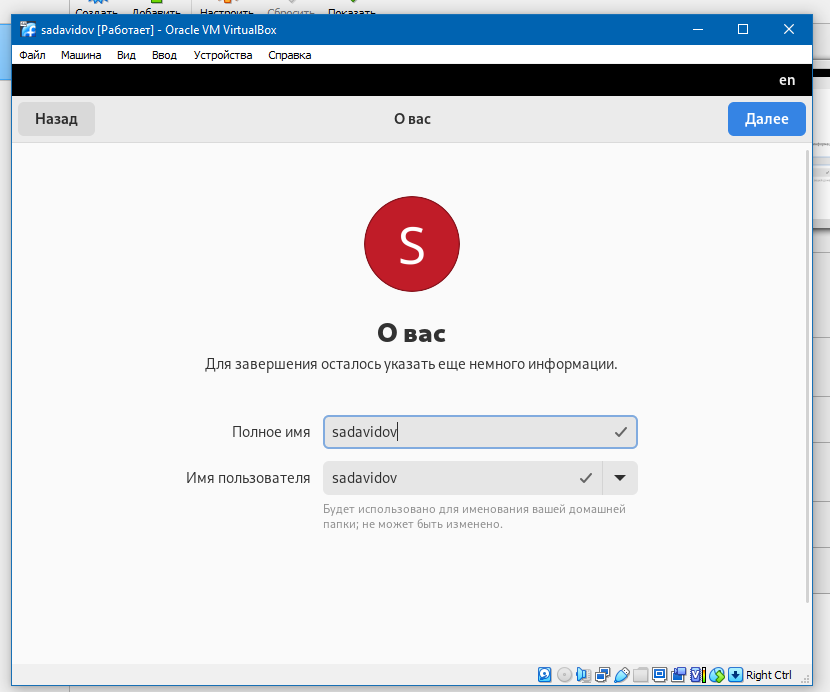 Создать Добавить Настроить Сбросить Показать
sadavidov [Работает] - Oracle VM VirtualBox
Файл Машина Вид Ввод Устройства Справка
en
Назад О вас Далее
S
О вас
Для завершения осталось указать еще немного информации.
Полное имя sadavidov
Имя пользователя sadavidov
Будет использовано для именования вашей домашней
папки; не может быть изменено.
Right Ctrl